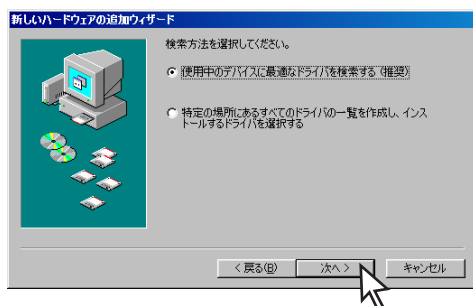 新しいハードウェアの追加ウィザード
検索方法を選択してください。
使用中のデバイスに最適なドライバを検索する (推奨)
特定の場所にあるすべてのドライバの一覧を作成し、インス
トールするドライバを選択する
< 戻る(B)
次へ >
キャンセル